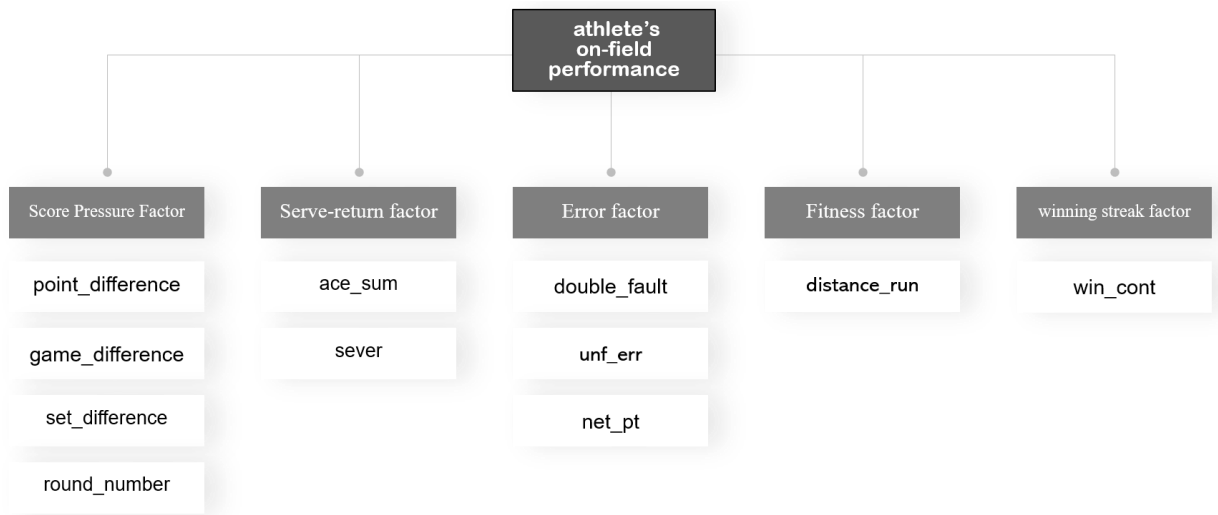 athlete's
on-field
performance
Score Pressure Factor
Serve-return factor
Error factor
Fitness factor
winning streak factor
point_difference
game_difference
set_difference
round_number
ace_sum
sever
double_fault
unf_err
net_pt
distance_run
win_cont